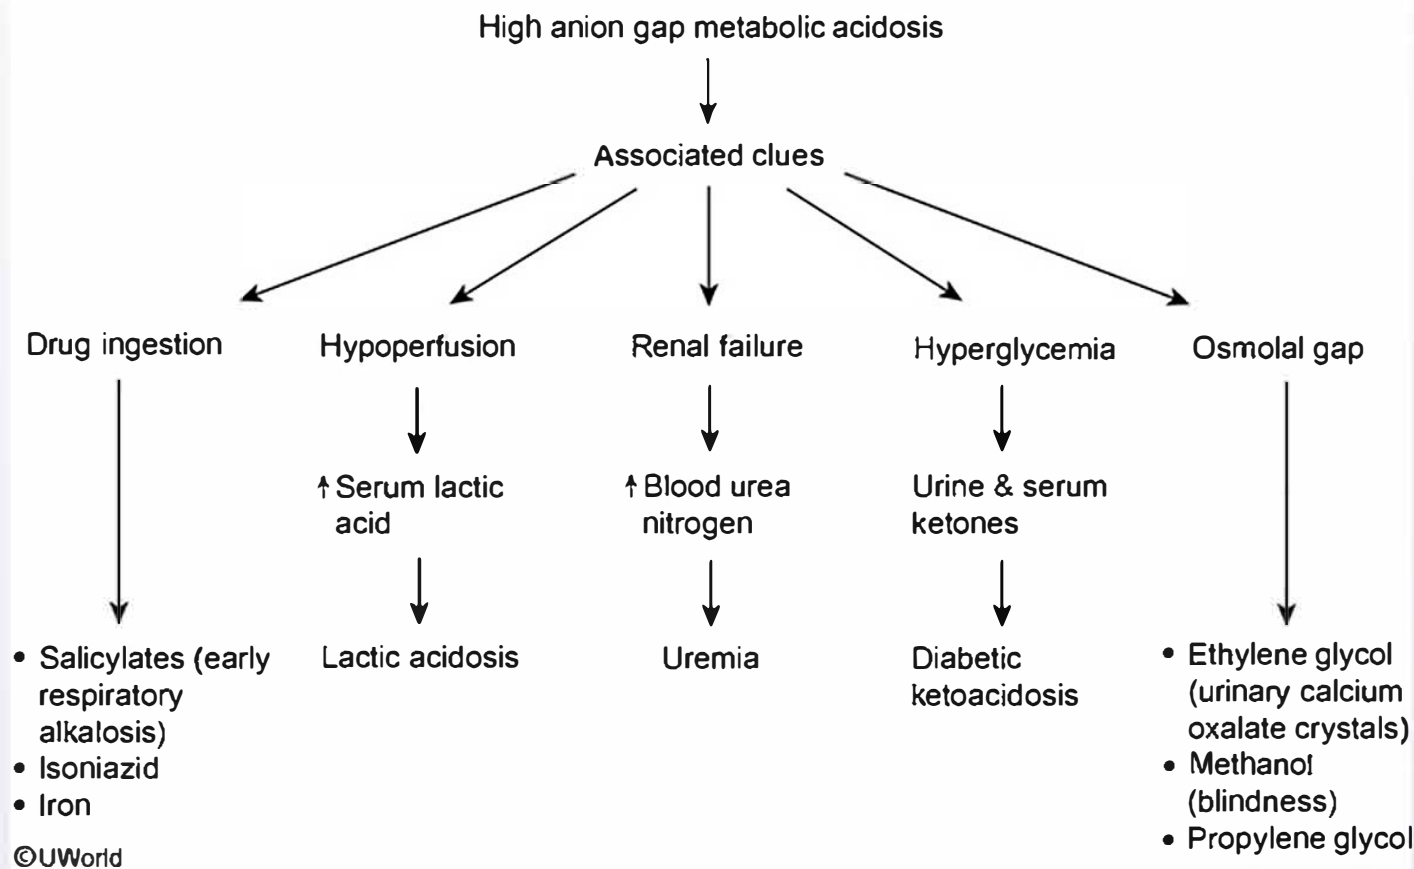 High anion gap metabolic acidosis
Associated clues
Drug ingestion
Hypoperfusion
Renal failure
Hyperglycemia
Osmolal gap
↑ Serum lactic
acid
↑ Blood urea
nitrogen
Urine & serum
ketones
• Salicylates (early
respiratory
alkalosis)
• Isoniazid
• Iron
Lactic acidosis
Uremia
Diabetic
ketoacidosis
• Ethylene glycol
(urinary calcium
oxalate crystals)
• Methanol
(blindness)
• Propylene glycol
©UWorld